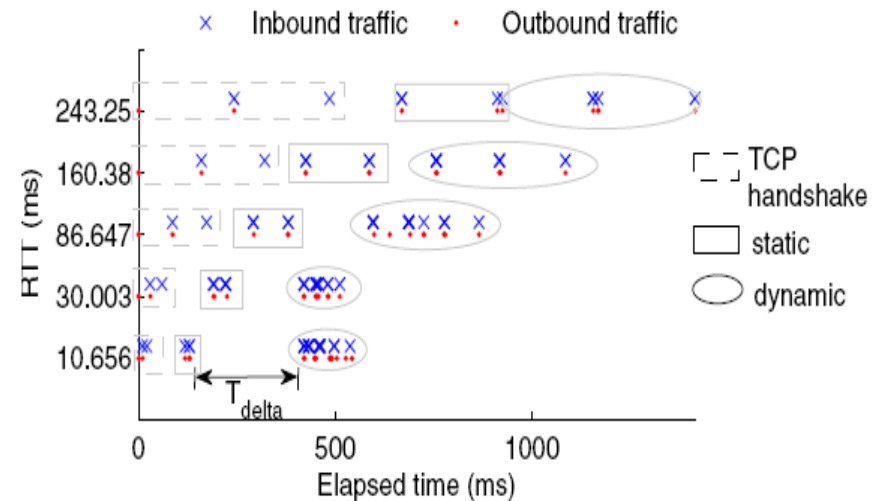 Inbound traffic
Outbound traffic
RTT (ms)
243.25
160.38
86.647
30.003
10.656
T delta
0
500
1000
Elapsed time (ms)
TCP
handshake
static
dynamic